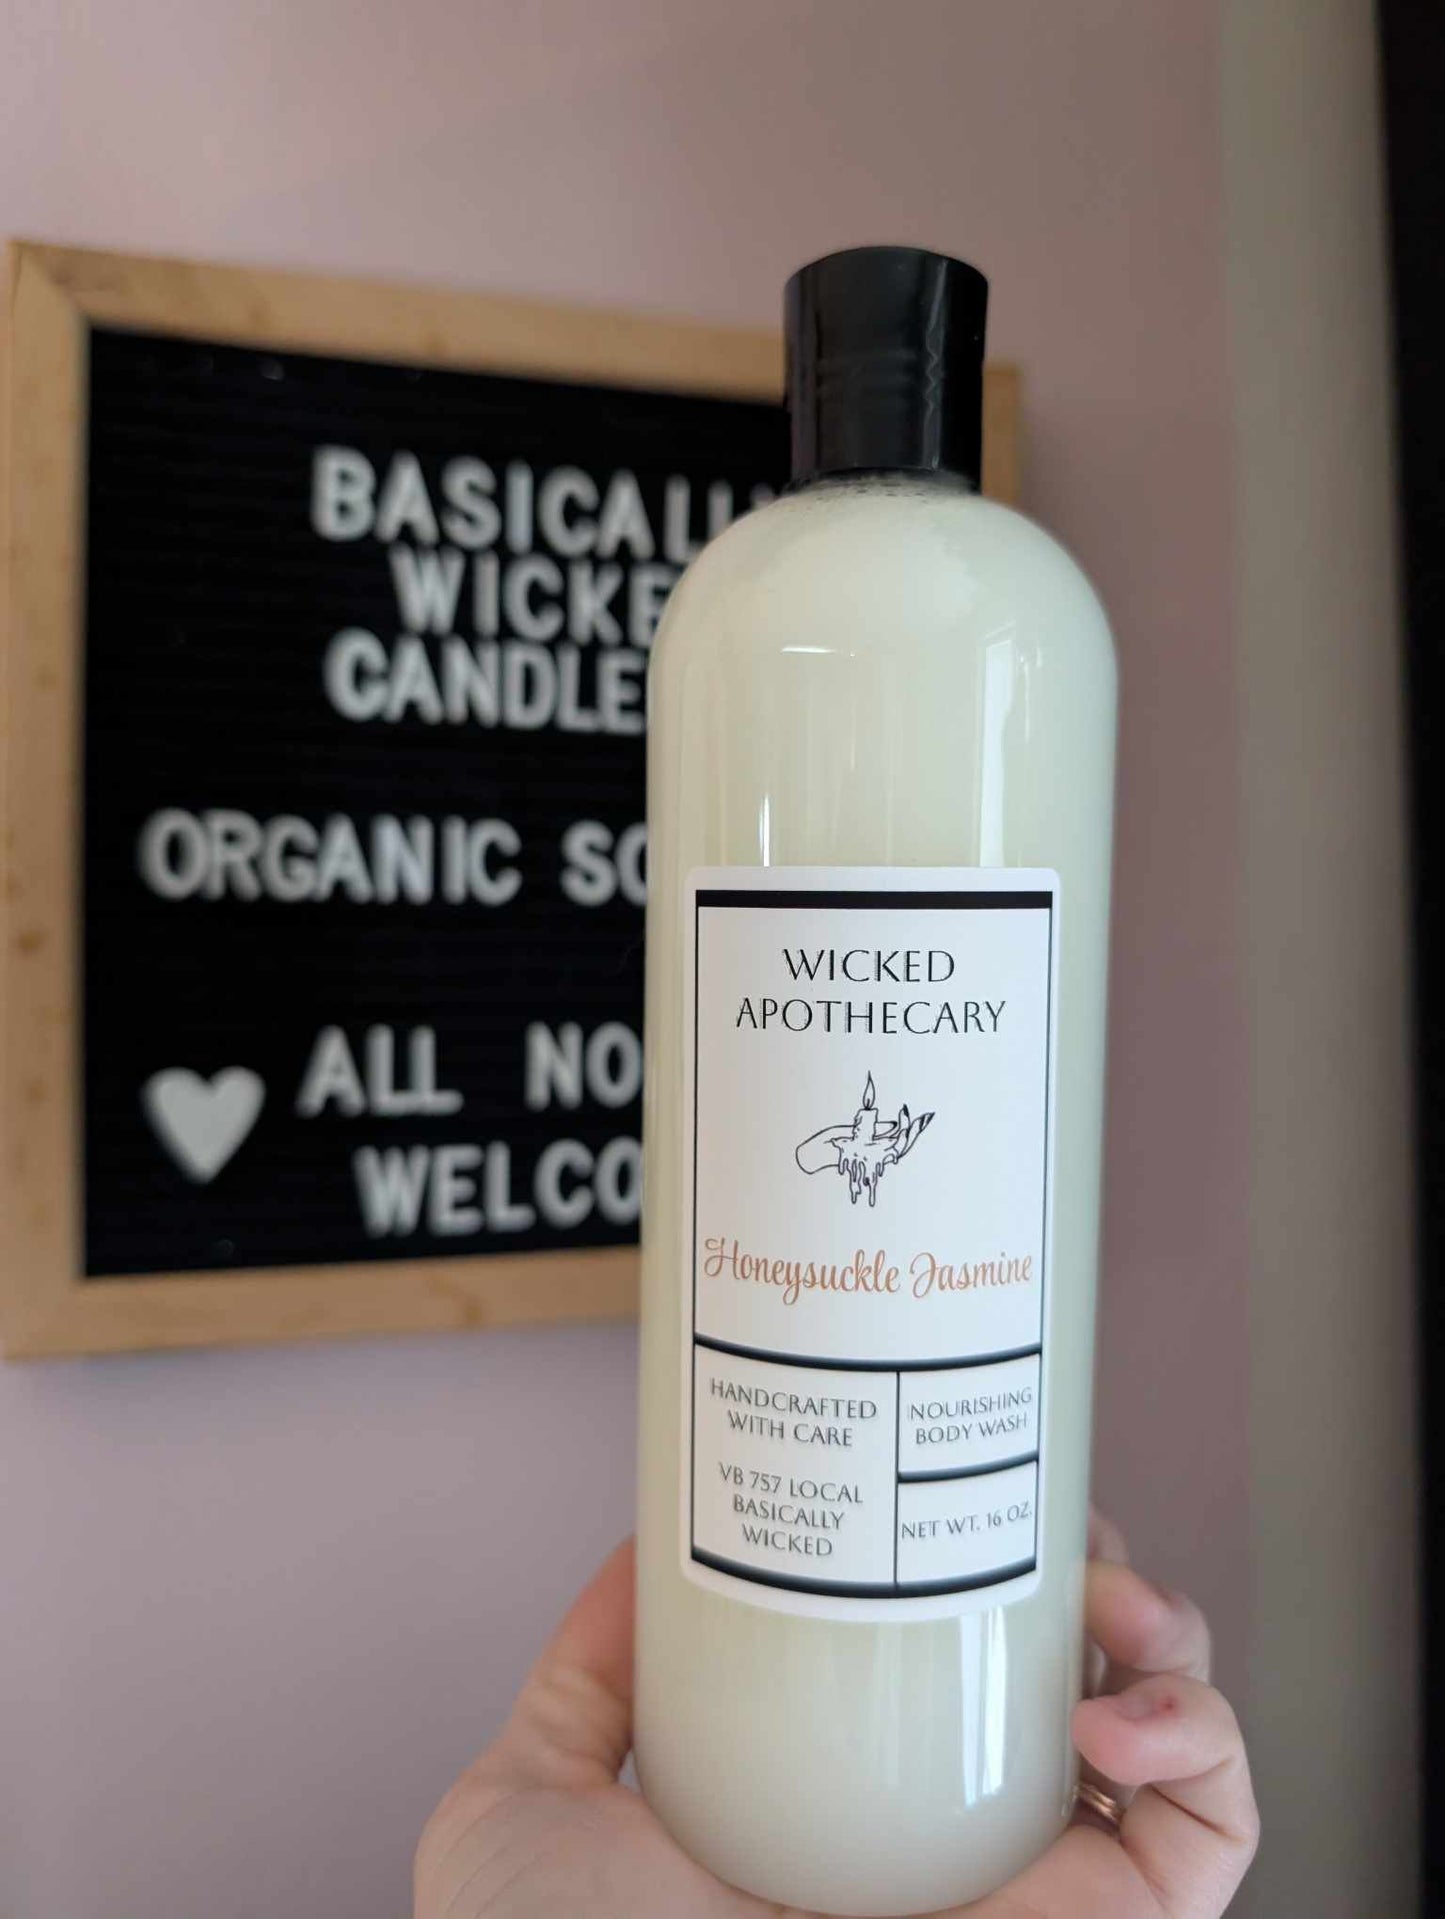 BASICALLY
WICKE
CANDLE
ORGANIC SO
ALL NO
WELCO
WICKED
APOTHECARY
Honeysuckle Jasmine
HANDCRAFTED
WITH CARE
VB 757 LOCAL
BASICALLY
WICKED
NOURISHING
BODY WASH
NET WT. 16 OZ.